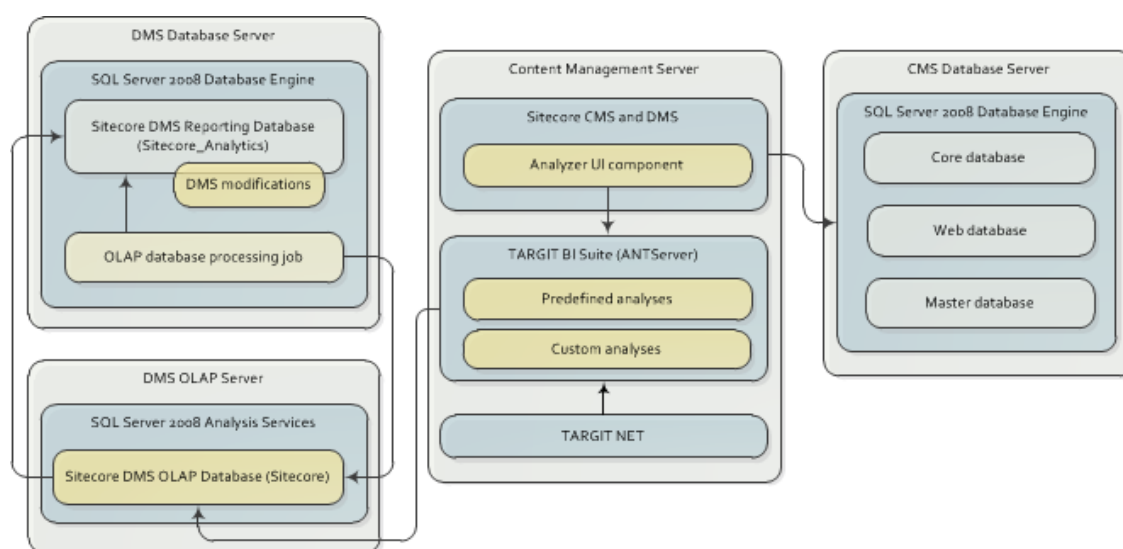 DMS Database Server
SQL Server 2008 Database Engine
Sitecore DMS Reporting Database
(Sitecore_Analytics)
DMS modifications
OLAP database processing job
DMS OLAP Server
SQL Server 2008 Analysis Services
Sitecore DMS OLAP Database (Sitecore)
Content Management Server
Sitecore CMS and DMS
Analyzer UI component
TARGIT BI Suite (ANTServer)
Predefined analyses
Custom analyses
TARGIT NET
CMS Database Server
SQL Server 2008 Database Engine
Core database
Web database
Master database